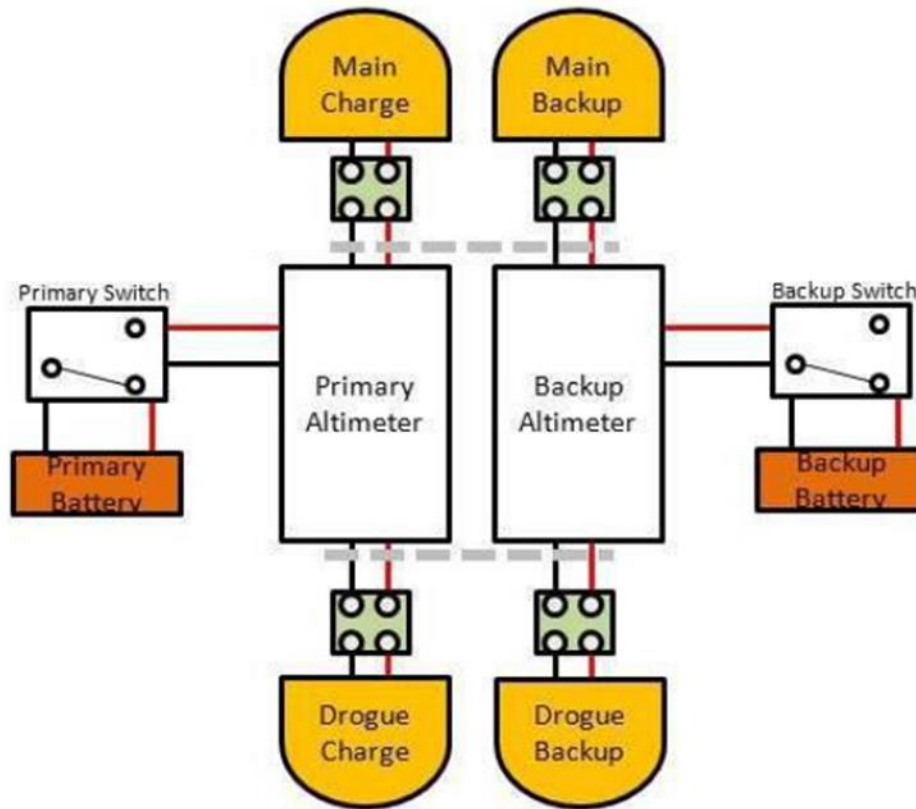 Main
Charge
Main
Backup
Primary Switch
Backup Switch
Primary
Altimeter
Backup
Altimeter
Primary
Battery
Backup
Battery
Drogue
Charge
Drogue
Backup